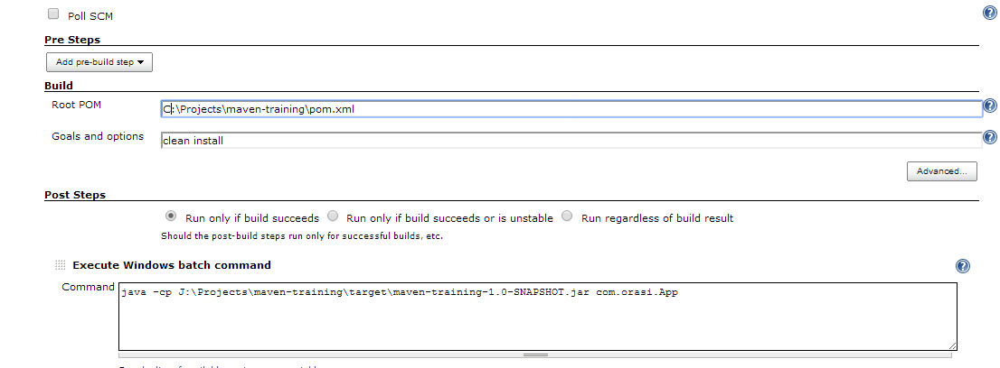 Poll SCM
Pre Steps
Add pre-build step
Build
Root POM C:\Projects\maven-training\pom.xml
Goals and options clean install
Advanced...
Post Steps
Run only if build succeeds Run only if build succeeds or is unstable Run regardless of build result
Should the post-build steps run only for successful builds, etc.
Execute Windows batch command
Command java -cp J:\Projects\maven-training\target\maven-training-1.0-SNAPSHOT.jar com.orasi.App